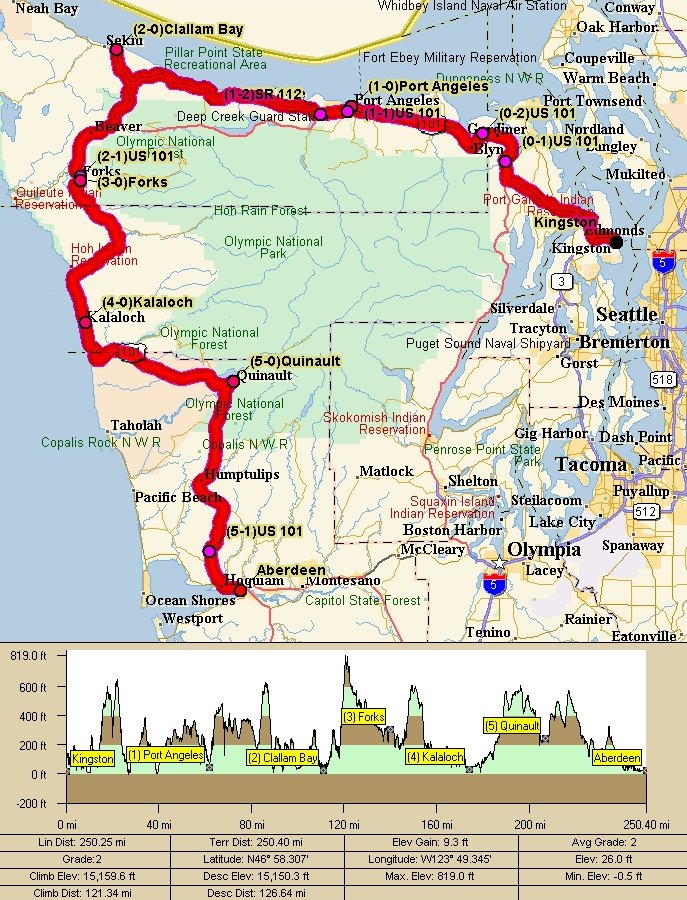 Neah Bay
Whidbey Island Naval Air Station
Conway
(2-0)Clallam Bay
Sekiu
Oak Harbor
Pillar Point State
Recreational Area
Fort Ebey Military Reservation
Coupeville
Dungeness N W R
Warm Beach
(1-0)Port Angeles
(1-2)SR 112
Port Angeles
Port Townsend
Deep Creek Guard
(1-1)US 101
(0-2)US 101
Beaver
101
Gardiner
Nordland
Olympic National
(0-1)US 101
Langley
Blyn
(2-1)US 101
Forks
(3-0)Forks
Mukilteo
Quileute
Reservation
Port
Indian
Hoh Rain Forest
Kingston
Edmonds
Hoh
Reservation
Olympic National
Park
Kingston
5
3
(4-0)Kalaloch
Silverdale
Kalaloch
Seattle
Tracyton
Olympic National
Forest
Puget Sound Naval Shipyard
Bremerton
101
(5-0)Quinault
Gorst
Quinault
518
Olympic National
Forest
Des Moines
Skokomish Indian
Reservation
Taholah
Gig Harbor
Dash Point
Copalis Rock N W R
Copalis N W R
Penrose Point State
Park
Tacoma
Pacific
Humptulips
Matlock
Shelton
Puyallup
Pacific Beach
Squaxin Island
Indian Reservation
Steilacoom
512
Boston Harbor
Lake City
(5-1)US 101
Spanaway
McCleary
Olympia
Aberdeen
Lacey
Hoquiam
Montesano
5
Ocean Shores
Capitol State Forest
Westport
Rainier
Tenino
Eatonville
819.0 ft
600 ft
400 ft
200 ft
0 ft
-200 ft
Kingston
(1) Port Angeles
(2) Clallam Bay
(3) Forks
(4) Kalaloch
(5) Quinault
Aberdeen
0 mi
40 mi
80 mi
120 mi
160 mi
200 mi
250.40 mi
Lin Distd: 250.25 mi
Terr Distd: 250.40 mi
Elev Gain: 9.3 ft
Avg Grade: 2
Grade:2
Latitude: N46° 58.307'
Longitude: W123° 49.345'
Elev: 26.0 ft
Climb Elev: 15,159.6 ft
Desc Elev: 15,150.3 ft
Max. Elev: 819.0 ft
Min. Elev: -0.5 ft
Climb Dist: 121.34 mi
Desc Dist: 126.64 mi